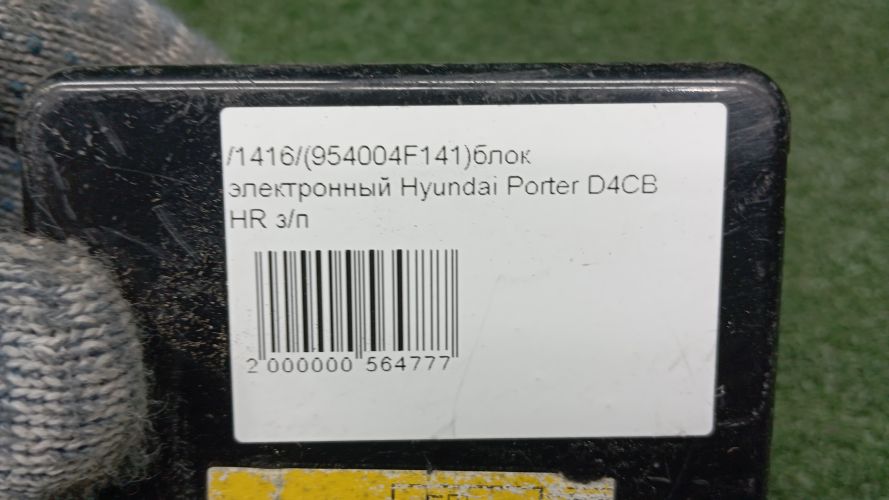 /1416/(954004F141)блок
электронный Hyundai Porter D4CB
HR з/п
2 000000 564777